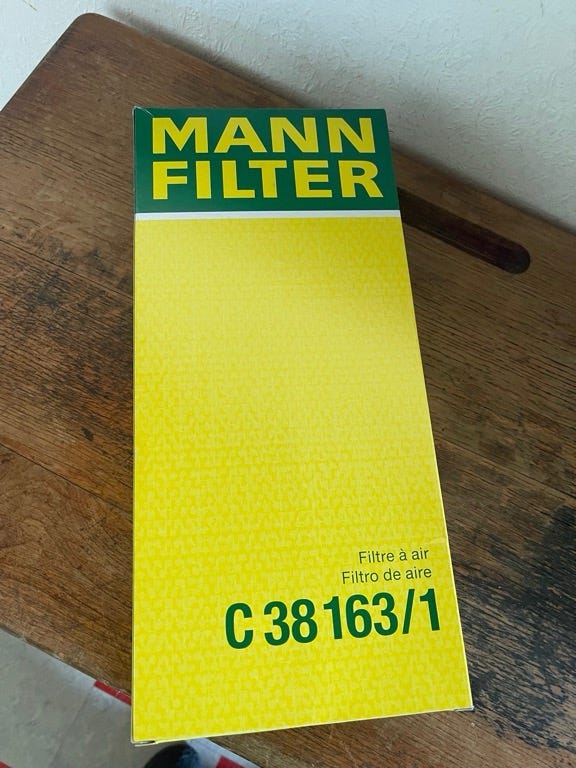 MANN
FILTER
Filtre à air
Filtro de aire
C 38 163/1